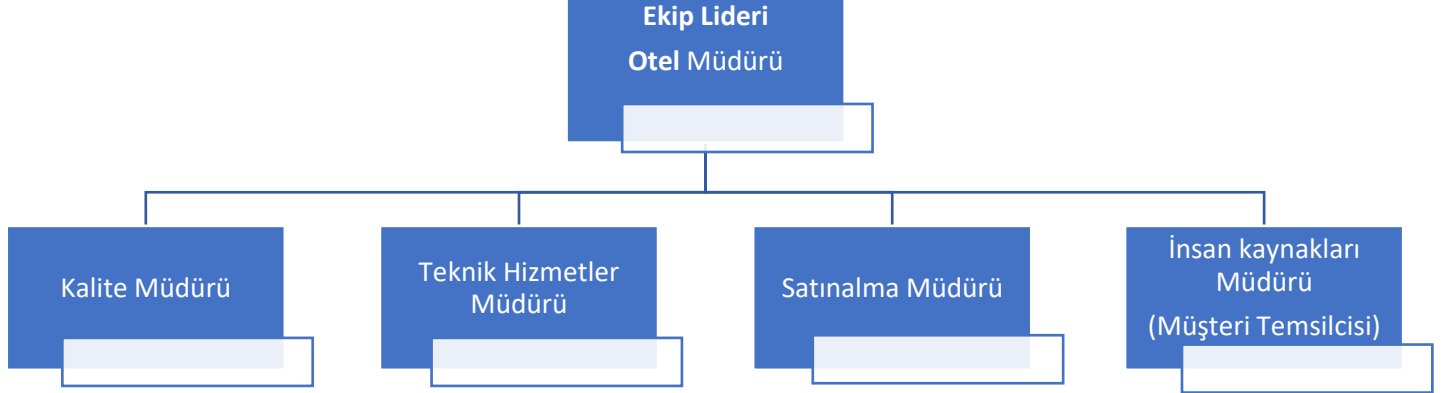 Ekip Lideri
Otel Müdürü
Kalite Müdürü
Teknik Hizmetler
Müdürü
Satınalma Müdürü
İnsan kaynakları
Müdürü
(Müşteri Temsilcisi)